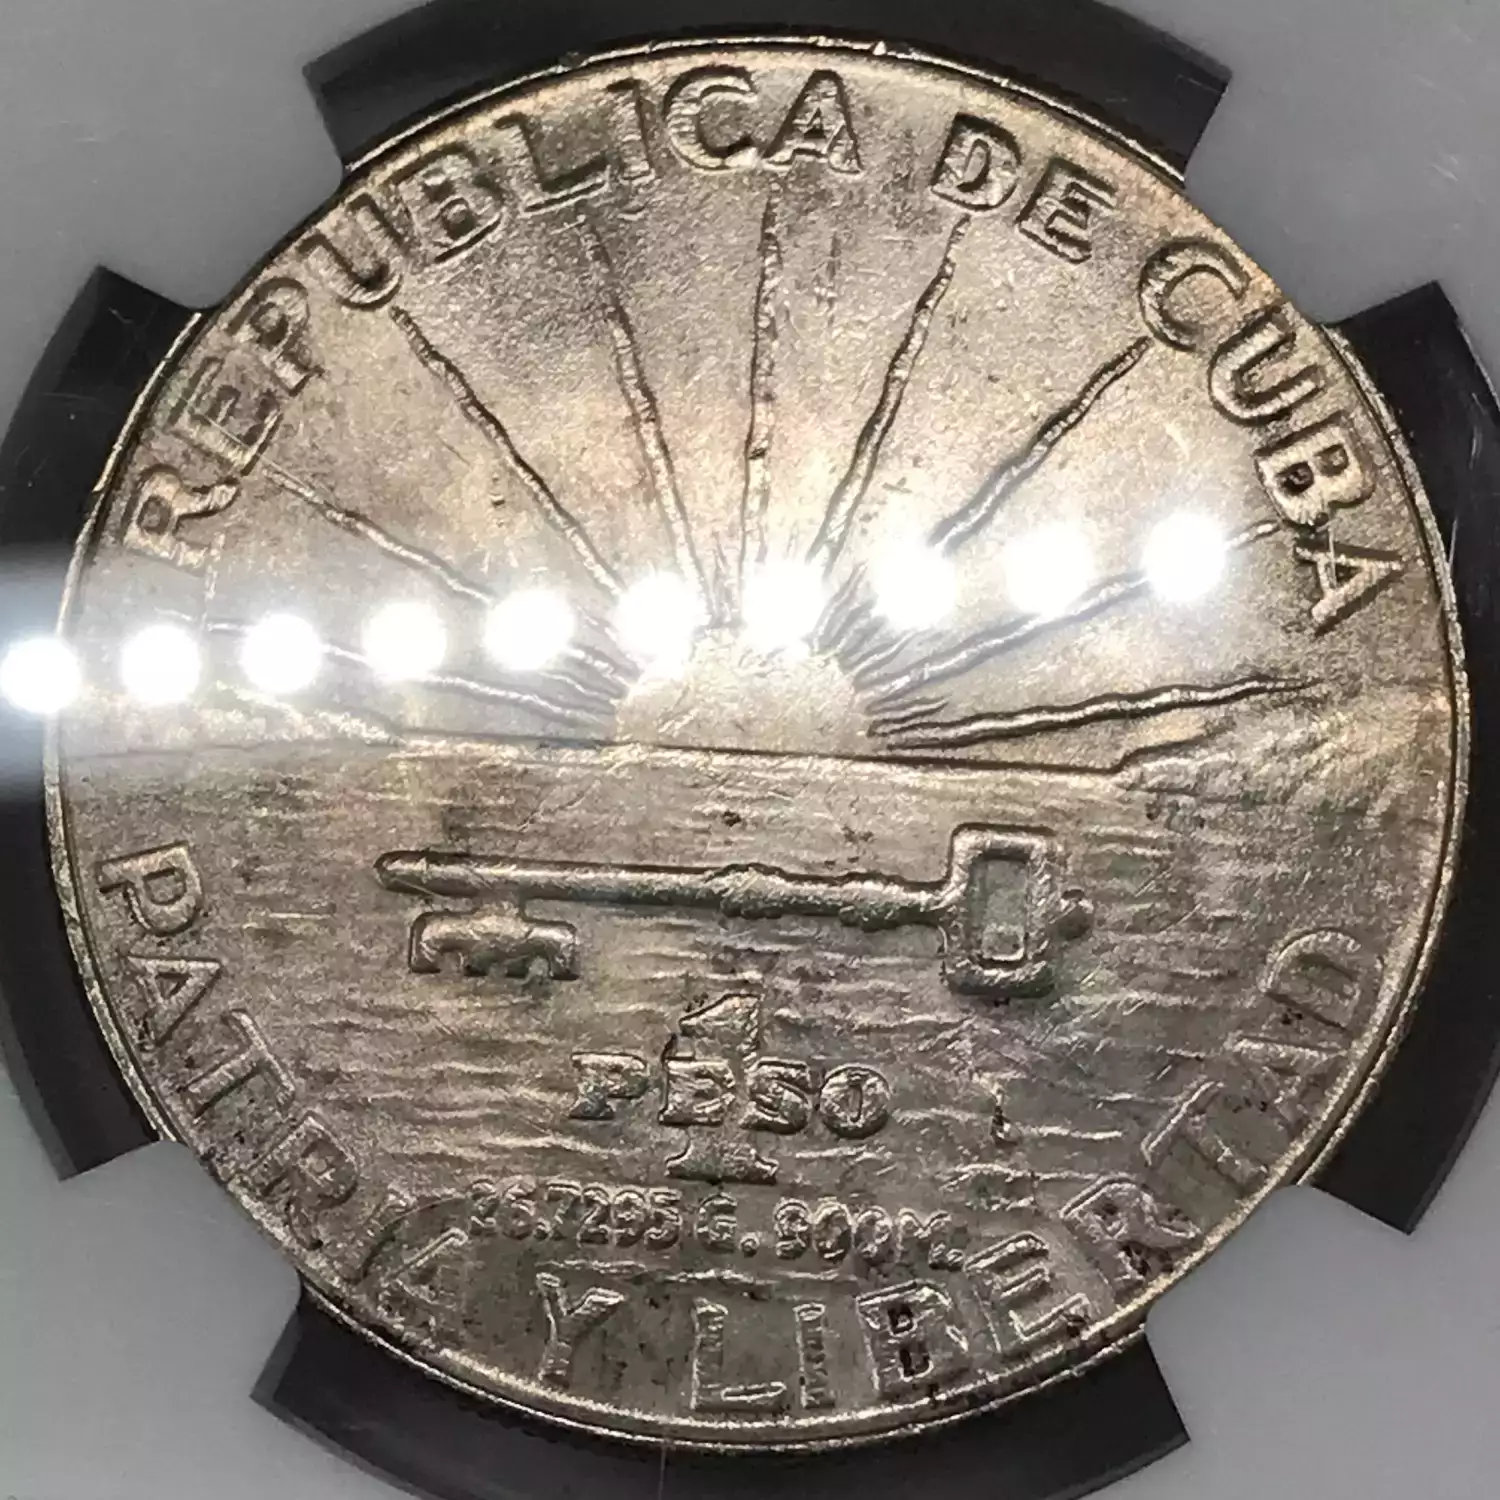 REPUBLICA DE CUBA
1
PESO
26.7295 G. 900 M.
PATRIA Y LIBERTAD